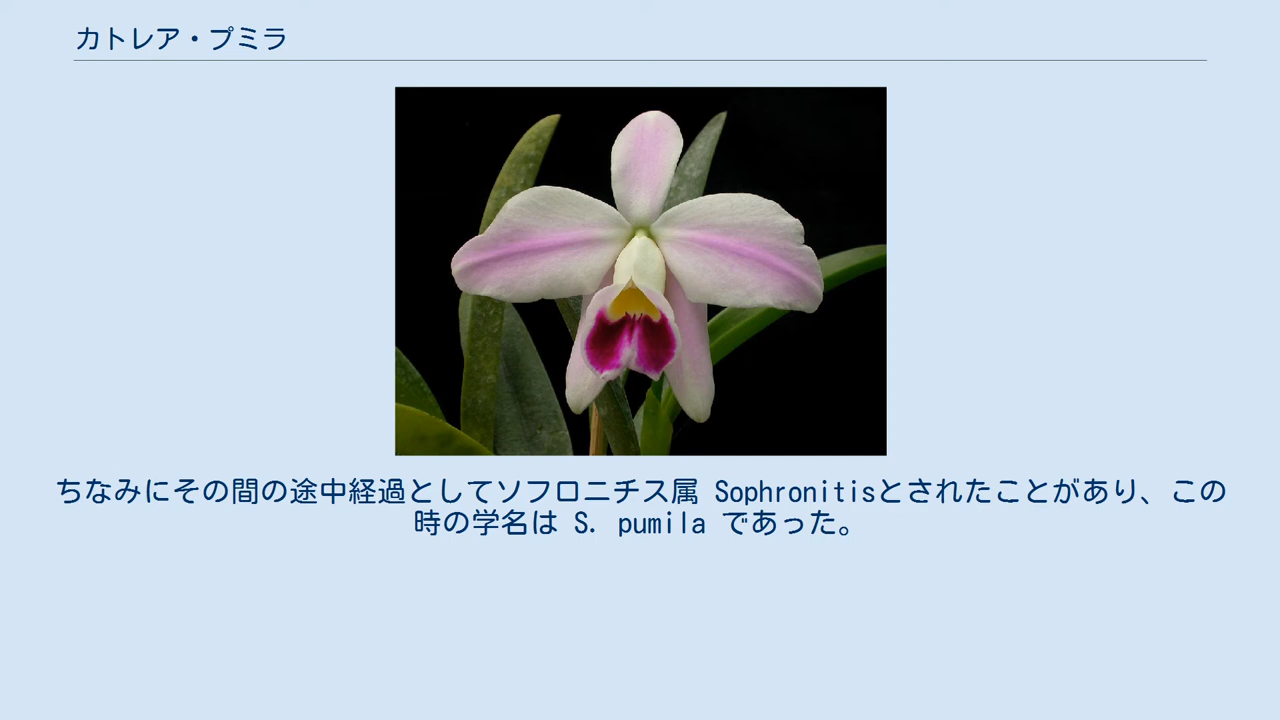 カトレア・プミラ
ちなみにその間の途中経過としてソフロニチス属 Sophronitisとされたことがあり、この
時の学名は S. pumila であった。